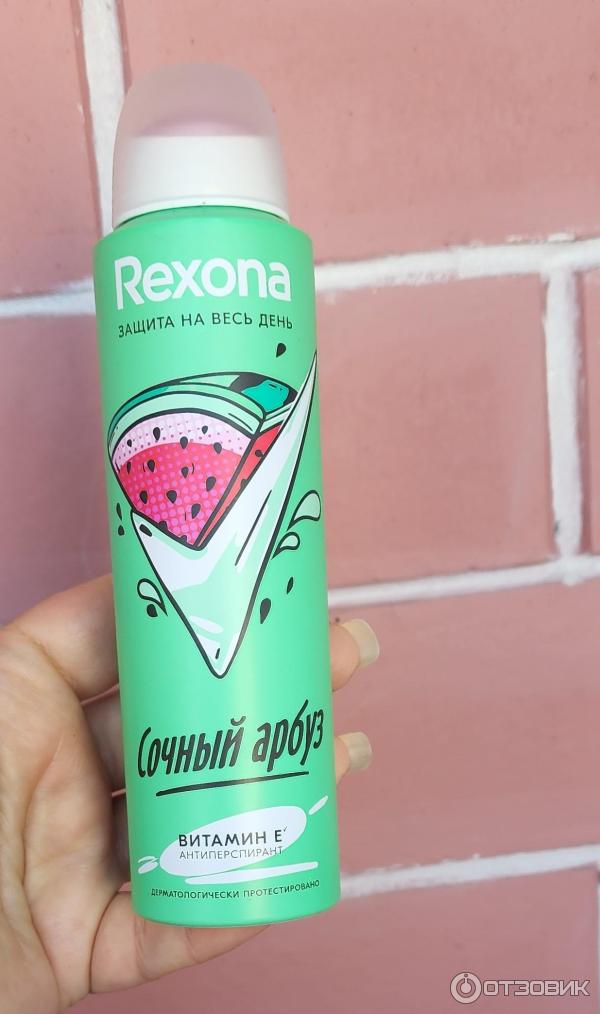 Rexona
ЗАЩИТА НА ВЕСЬ ДЕНЬ
Сочный арбуз
ВИТАМИН Е
АНТИПЕРСПИРАНТ
ДЕРМАТОЛОГИЧЕСКИ ПРОТЕСТИРОВАНО
ОТЗОВИК